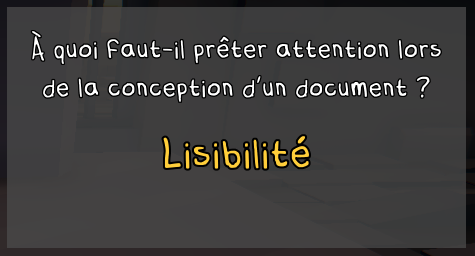 À quoi faut-il prêter attention lors
de la conception d'un document ?
Lisibilité